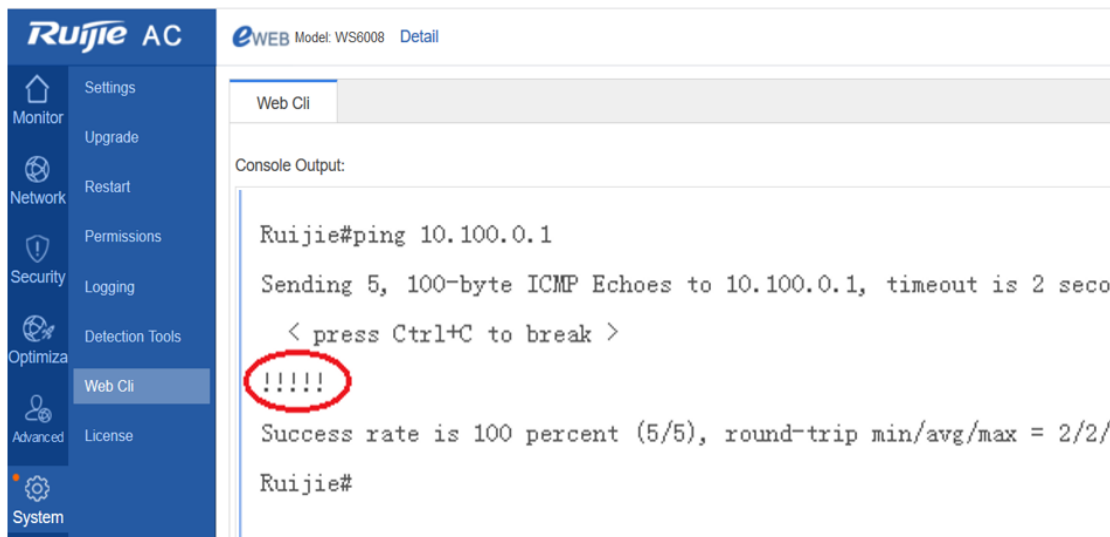 Ruijie AC
eWEB Model: WS6008 Detail
Monitor
Network
Security
Optimiza
Advanced
System
Settings
Upgrade
Restart
Permissions
Logging
Detection Tools
Web Cli
License
Web Cli
Console Output:
Ruijie#ping 10.100.0.1
Sending 5, 100-byte ICMP Echoes to 10.100.0.1, timeout is 2 seco
< press Ctrl+C to break >
!!!!!
Success rate is 100 percent (5/5), round-trip min/avg/max = 2/2/
Ruijie#